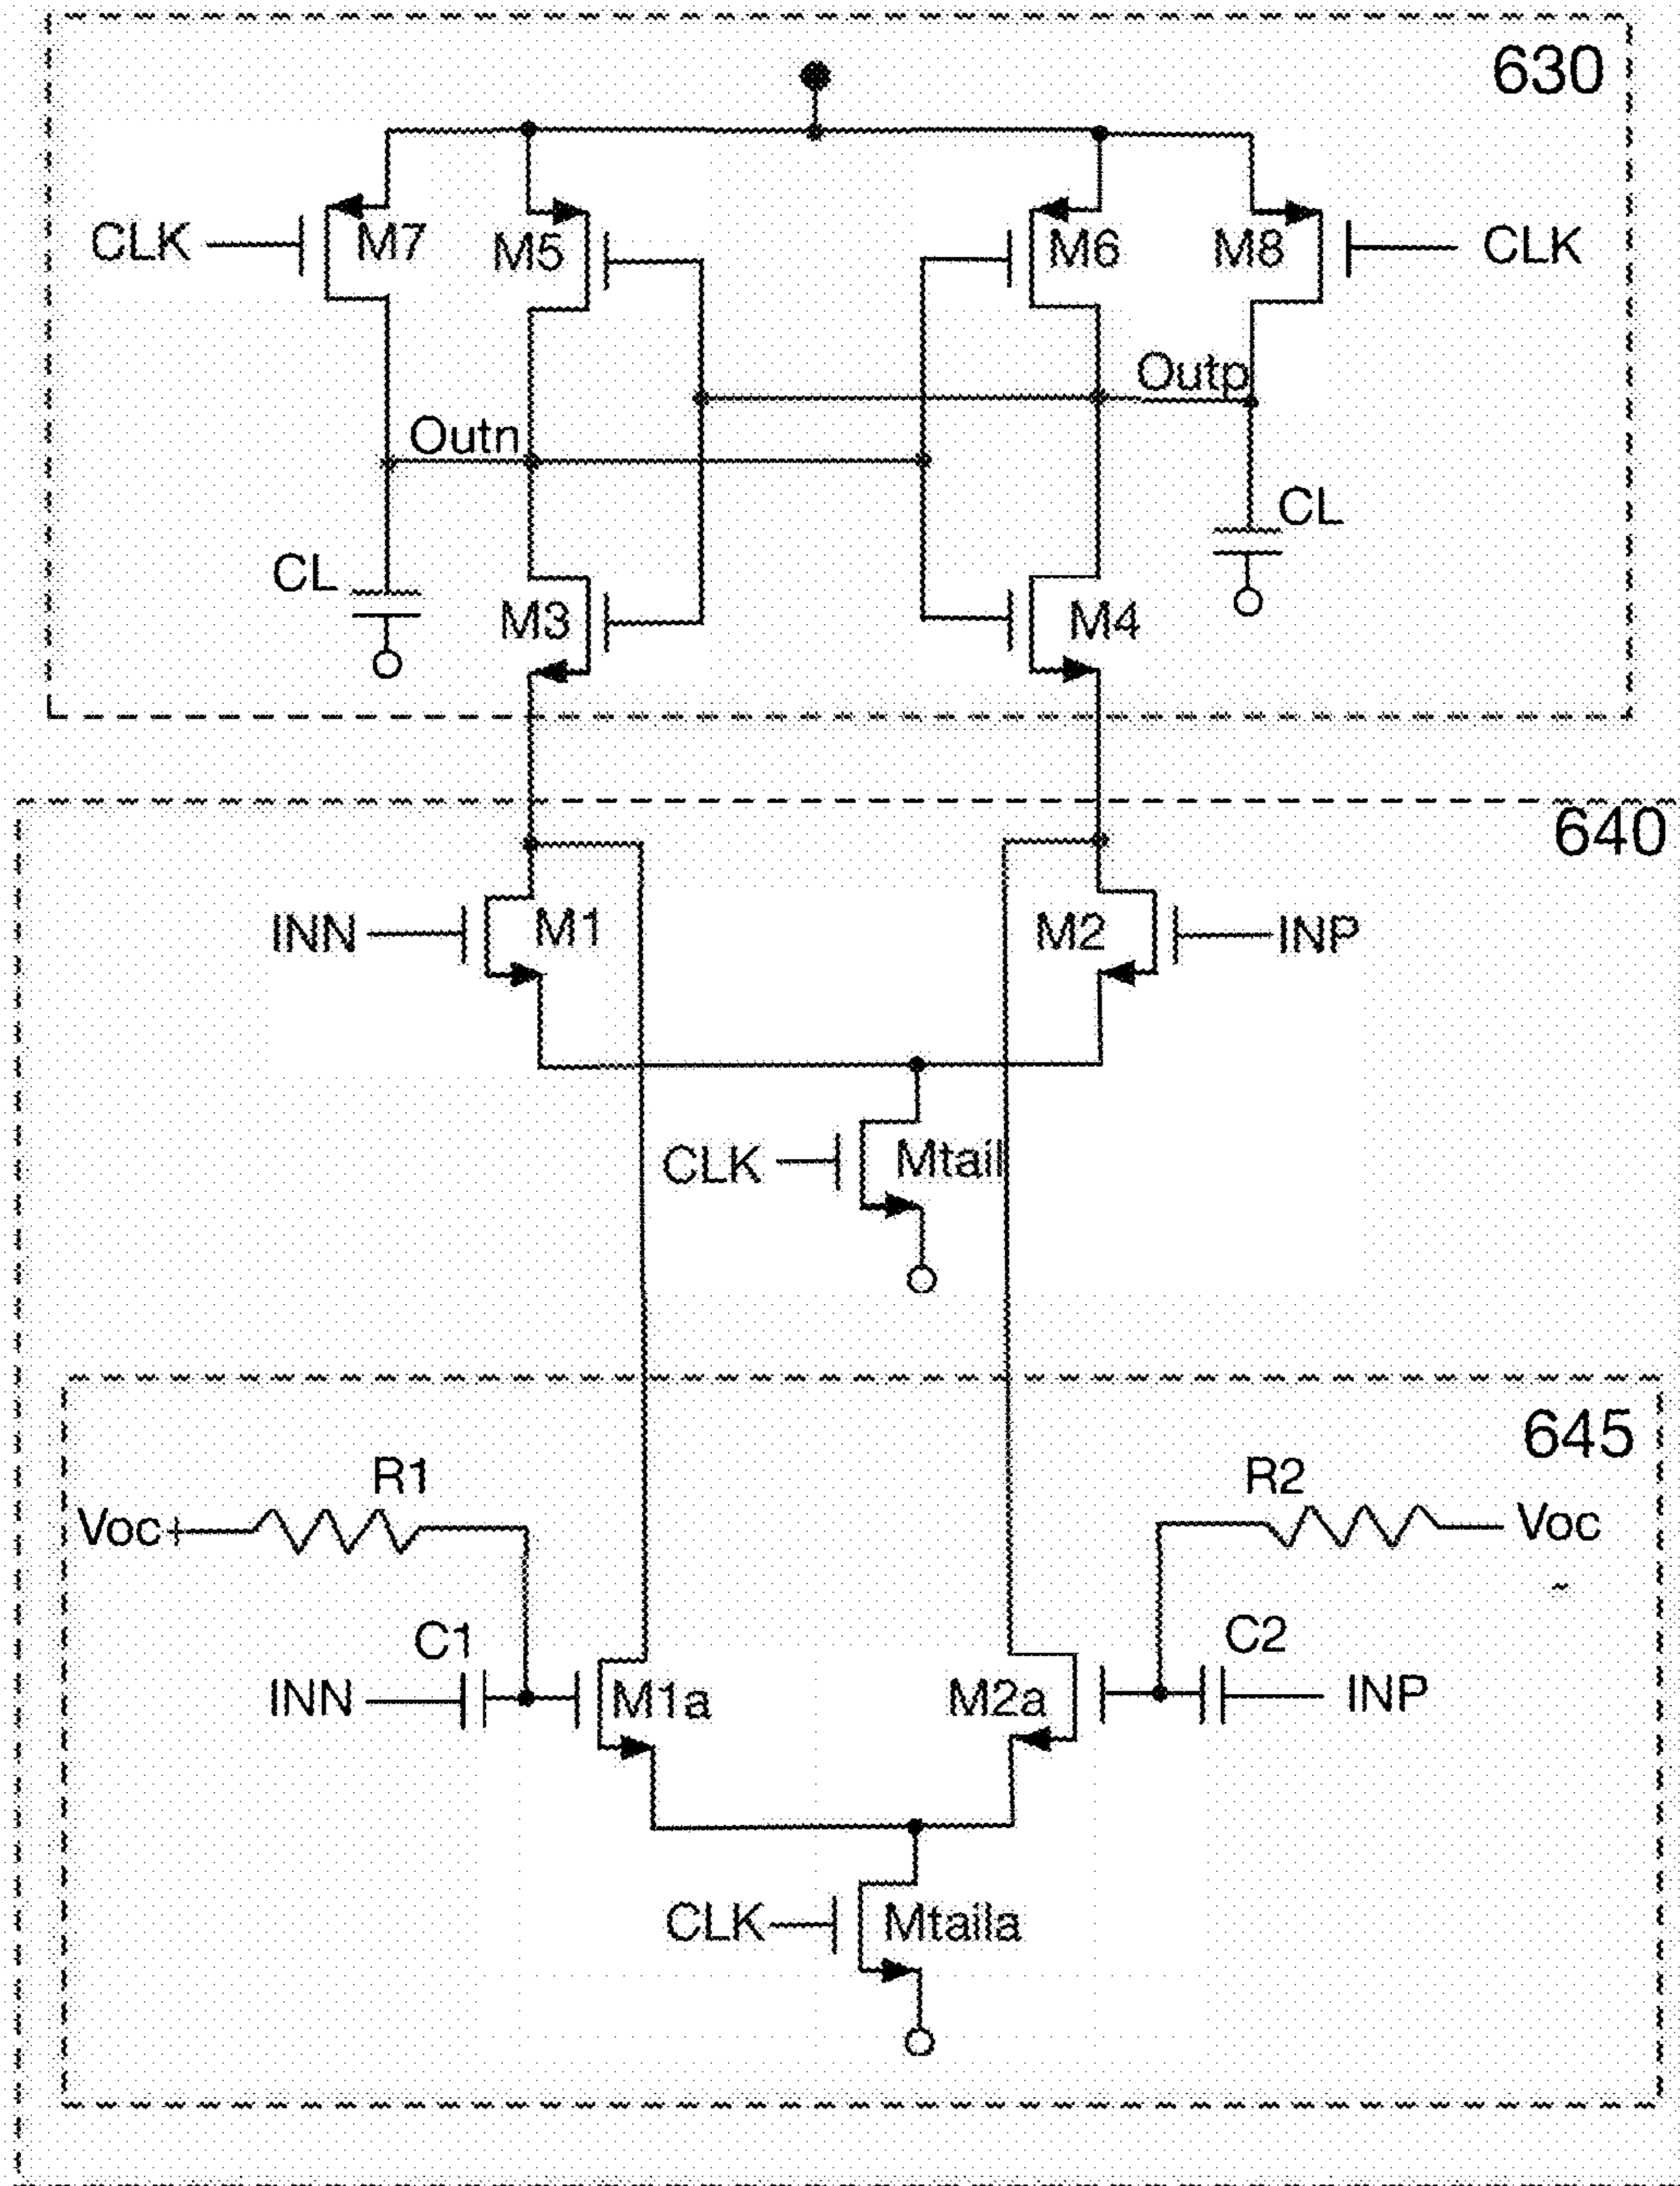 630
CLK M7 M5 M6 M8 CLK
Outp
Outn
CL
CL
M3 M4
640
INN M1 M2 INP
CLK Mtail
645
R1 R2
Voc+ Voc
-
C1 C2
INN M1a M2a INP
CLK Mtaila